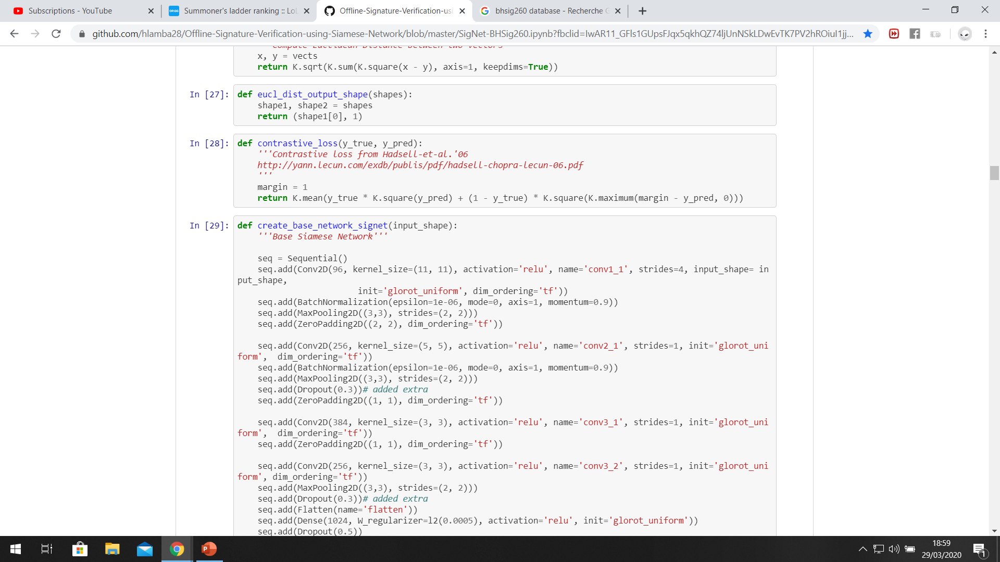 Subscriptions - YouTube
Summoner's ladder ranking :: LoL
Offline-Signature-Verification-usi
bhsig260 database - Recherche G
github.com/hlamba28/Offline-Signature-Verification-using-Siamese-Network/blob/master/SigNet-BHSig260.ipynb?fbclid=IwAR11_GFIs1GUpsFJqx5qkhQZ74ljUnNSkLDwEvTK7PV2hROiuI1jj...
x, y = vects
return K.sqrt(K.sum(K.square(x - y), axis=1, keepdims=True))
In [27]:
def eucl_dist_output_shape(shapes):
shape1, shape2 = shapes
return (shape1[0], 1)
In [28]:
def contrastive_loss(y_true, y_pred):
'''Contrastive loss from Hadsell-et-al.'06
http://yann.lecun.com/exdb/publis/pdf/hadsell-chopra-lecun-06.pdf
'''
margin = 1
return K.mean(y_true * K.square(y_pred) + (1 - y_true) * K.square(K.maximum(margin - y_pred, 0)))
In [29]:
def create_base_network_signet(input_shape):
'''Base Siamese Network'''
seq = Sequential()
seq.add(Conv2D(96, kernel_size=(11, 11), activation='relu', name='conv1_1', strides=4, input_shape= in
put_shape,
init='glorot_uniform', dim_ordering='tf'))
seq.add(BatchNormalization(epsilon=1e-06, mode=0, axis=1, momentum=0.9))
seq.add(MaxPooling2D((3,3), strides=(2, 2)))
seq.add(ZeroPadding2D((2, 2), dim_ordering='tf'))
seq.add(Conv2D(256, kernel_size=(5, 5), activation='relu', name='conv2_1', strides=1, init='glorot_uni
form',  dim_ordering='tf'))
seq.add(BatchNormalization(epsilon=1e-06, mode=0, axis=1, momentum=0.9))
seq.add(MaxPooling2D((3,3), strides=(2, 2)))
seq.add(Dropout(0.3))# added extra
seq.add(ZeroPadding2D((1, 1), dim_ordering='tf'))
seq.add(Conv2D(384, kernel_size=(3, 3), activation='relu', name='conv3_1', strides=1, init='glorot_uni
form',  dim_ordering='tf'))
seq.add(ZeroPadding2D((1, 1), dim_ordering='tf'))
seq.add(Conv2D(256, kernel_size=(3, 3), activation='relu', name='conv3_2', strides=1, init='glorot_uni
form', dim_ordering='tf'))
seq.add(MaxPooling2D((3,3), strides=(2, 2)))
seq.add(Dropout(0.3))# added extra
seq.add(Flatten(name='flatten'))
seq.add(Dense(1024, W_regularizer=l2(0.0005), activation='relu', init='glorot_uniform'))
seq.add(Dropout(0.5))
18:59
29/03/2020
1